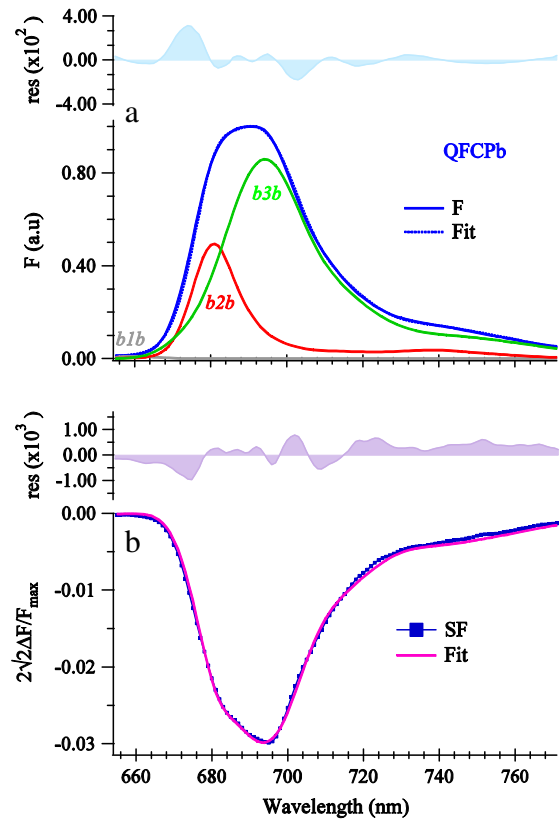 4.00
0.00
-4.00
res (x10²)
a
QFCPb
0.80
0.40
0.00
F (a.u)
F
Fit
b3b
b2b
b1b
1.00
0.00
-1.00
res (x10³)
b
0.00
-0.01
-0.02
-0.03
2√2ΔF/Fmax
SF
Fit
660 680 700 720 740 760
Wavelength (nm)